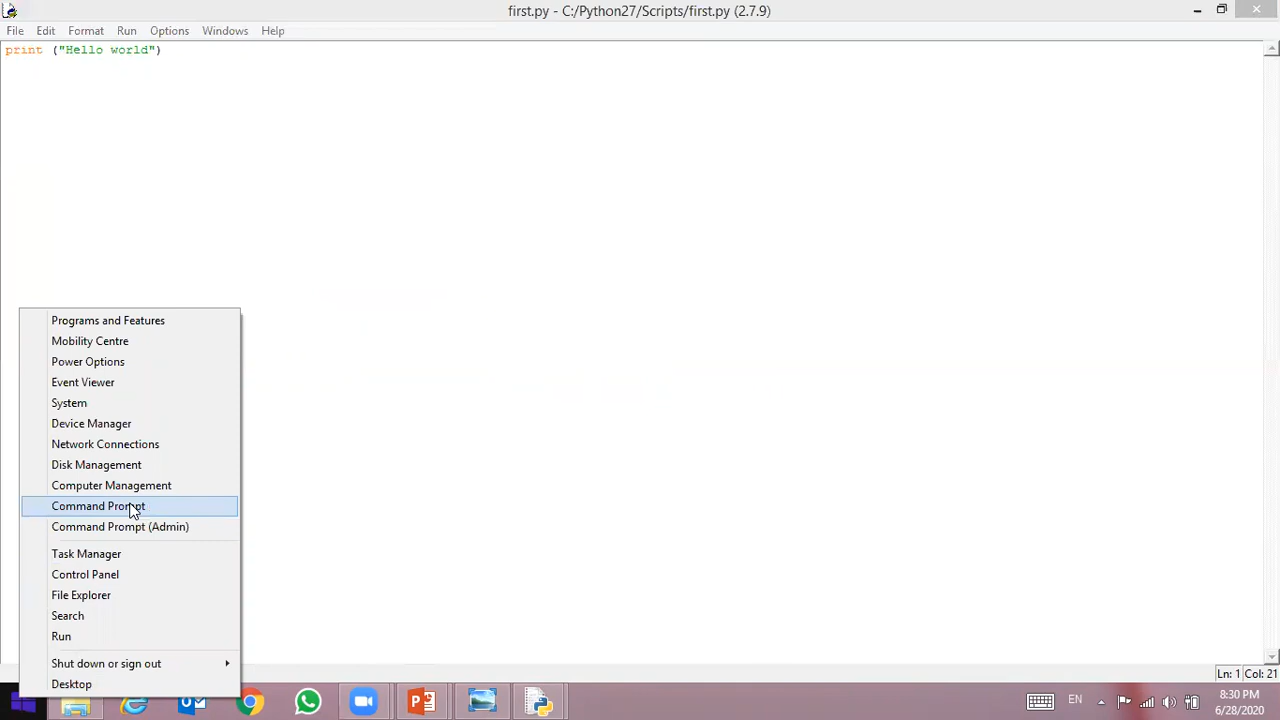 first.py - C:/Python27/Scripts/first.py (2.7.9)
File Edit Format Run Options Windows Help
print ("Hello world")
Programs and Features
Mobility Centre
Power Options
Event Viewer
System
Device Manager
Network Connections
Disk Management
Computer Management
Command Prompt
Command Prompt (Admin)
Task Manager
Control Panel
File Explorer
Search
Run
Shut down or sign out
Desktop
Ln: 1 Col: 21
EN
8:30 PM
6/28/2020